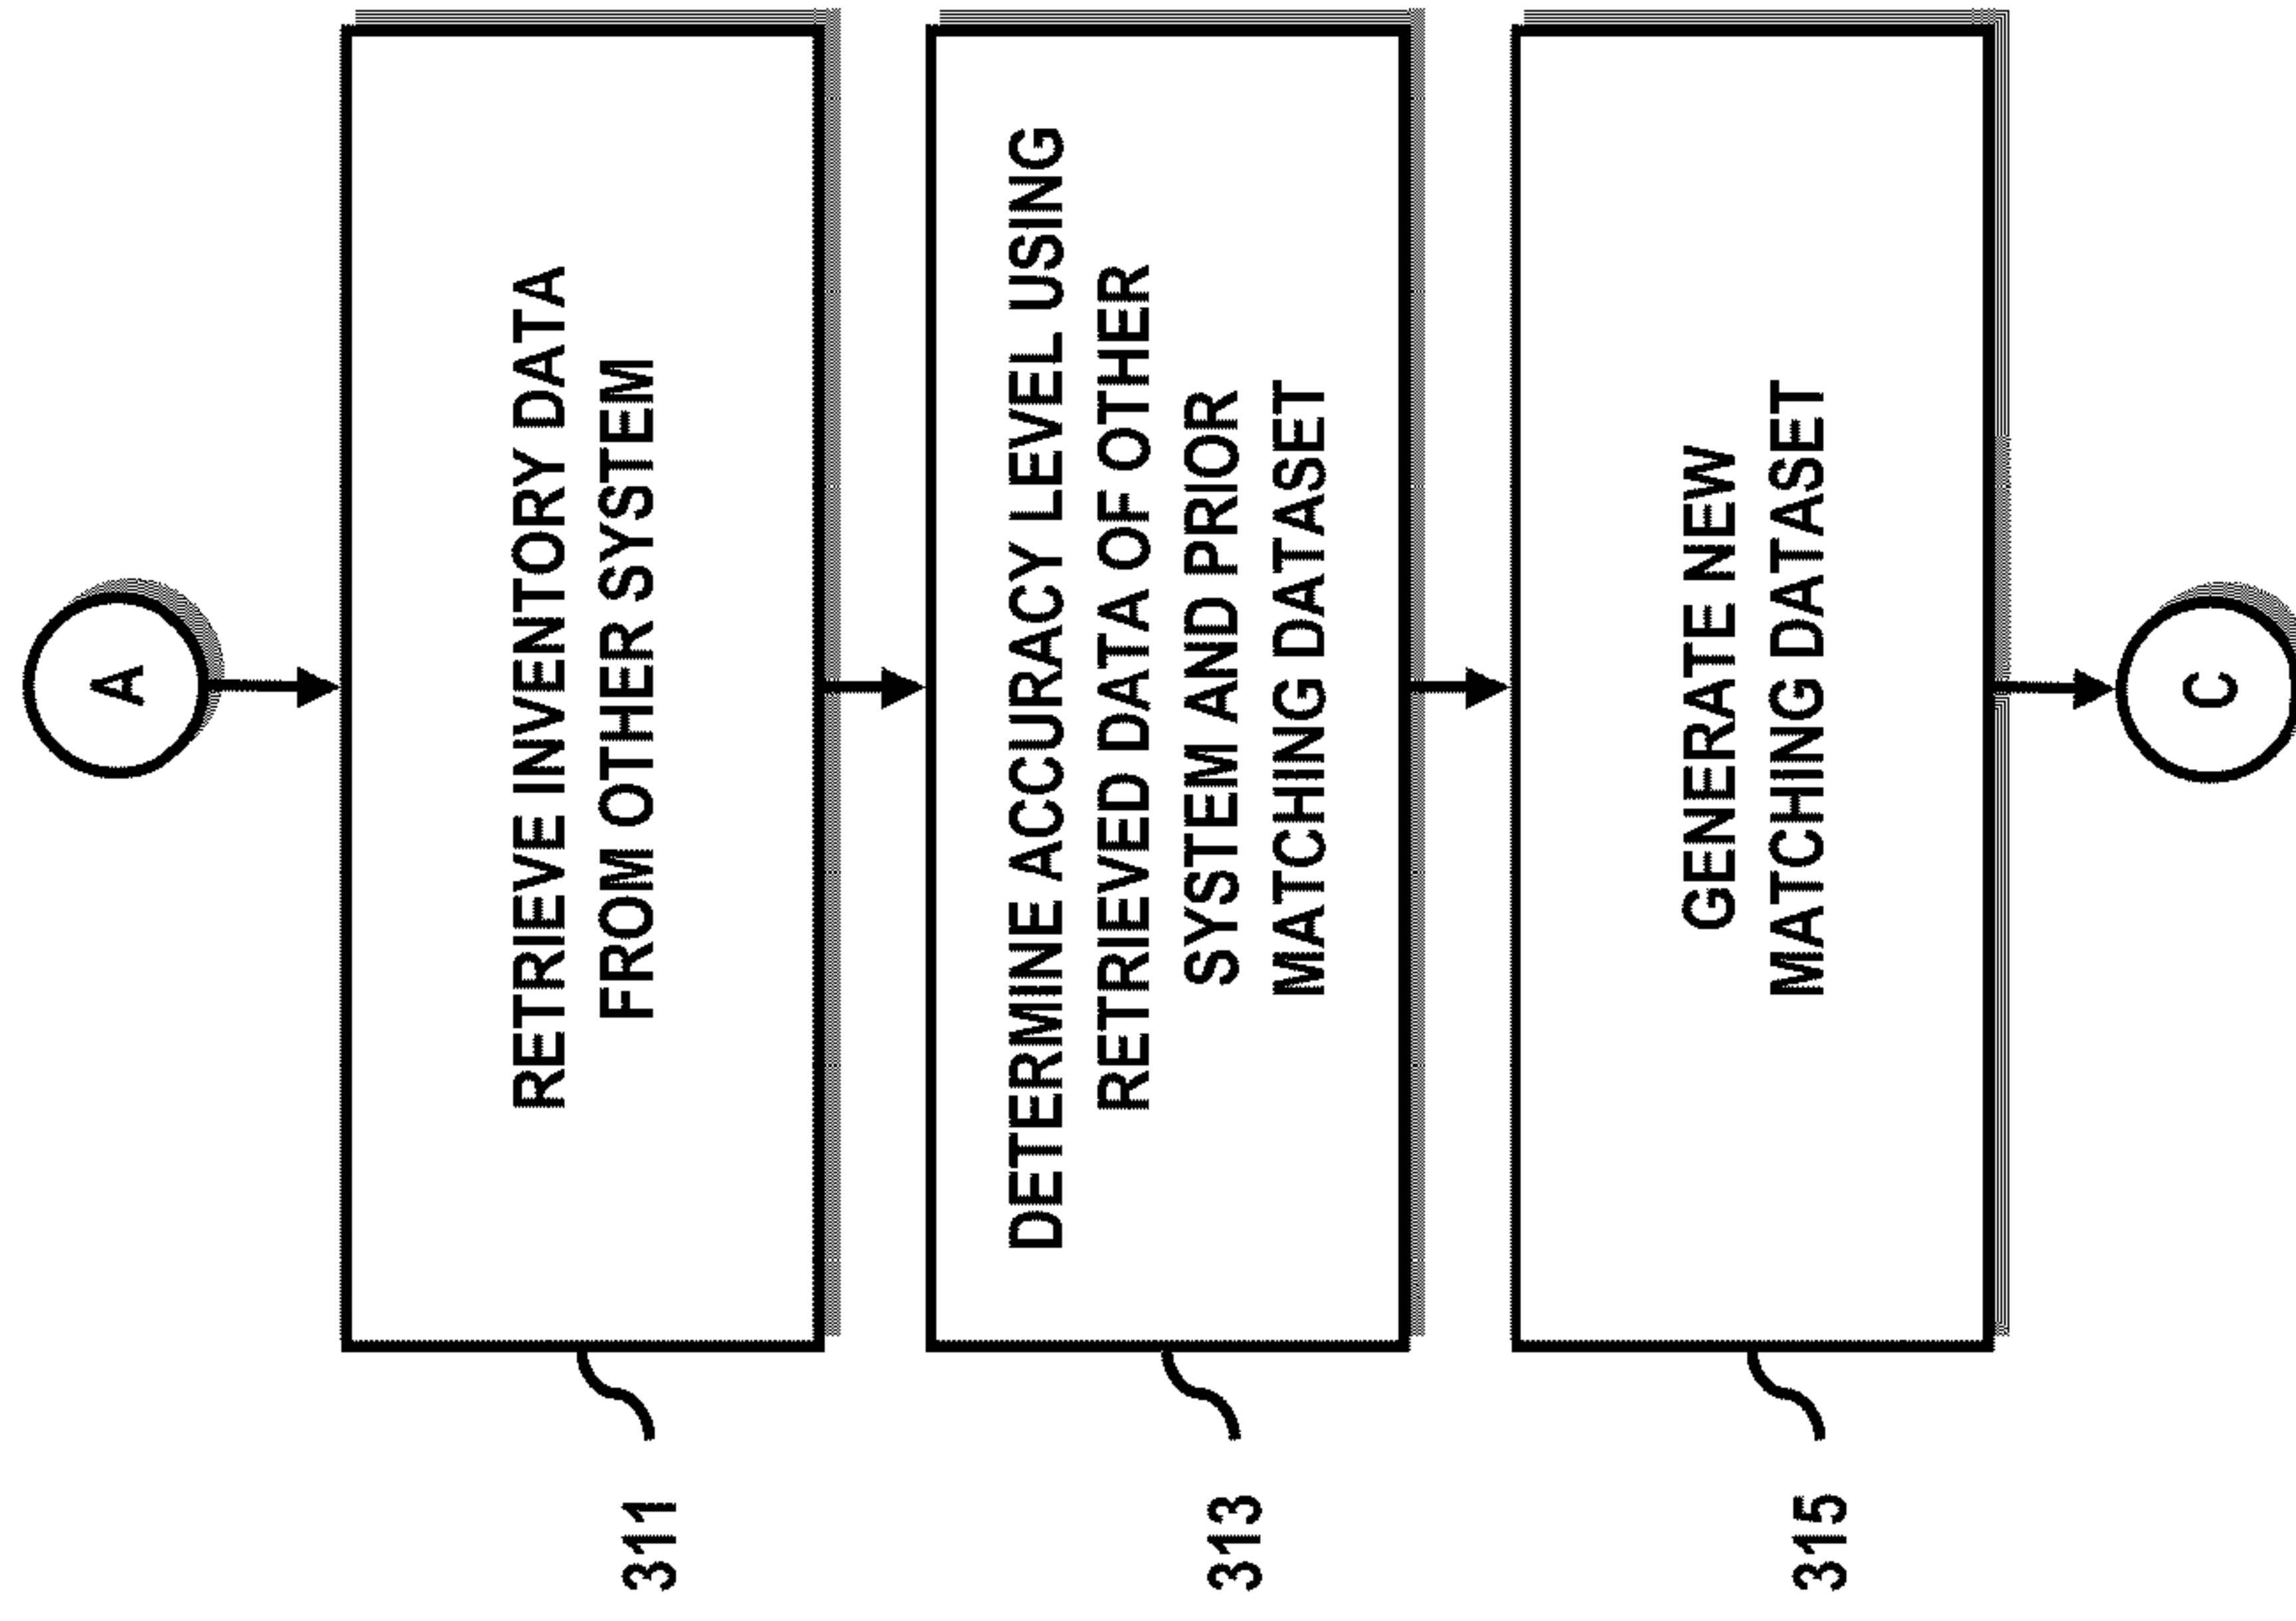 A
RETRIEVE INVENTORY DATA
FROM OTHER SYSTEM
311
DETERMINE ACCURACY LEVEL USING
RETRIEVED DATA OF OTHER
SYSTEM AND PRIOR
MATCHING DATASET
313
GENERATE NEW
MATCHING DATASET
315
C